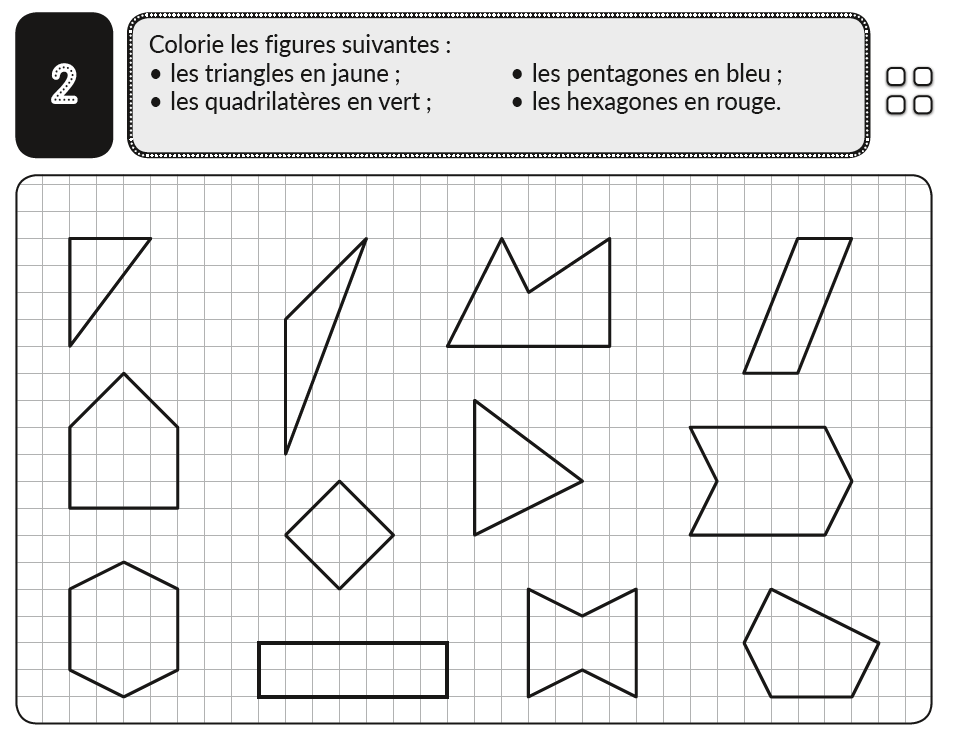 2
Colorie les figures suivantes :
• les triangles en jaune ;
• les quadrilatères en vert ;
• les pentagones en bleu ;
• les hexagones en rouge.